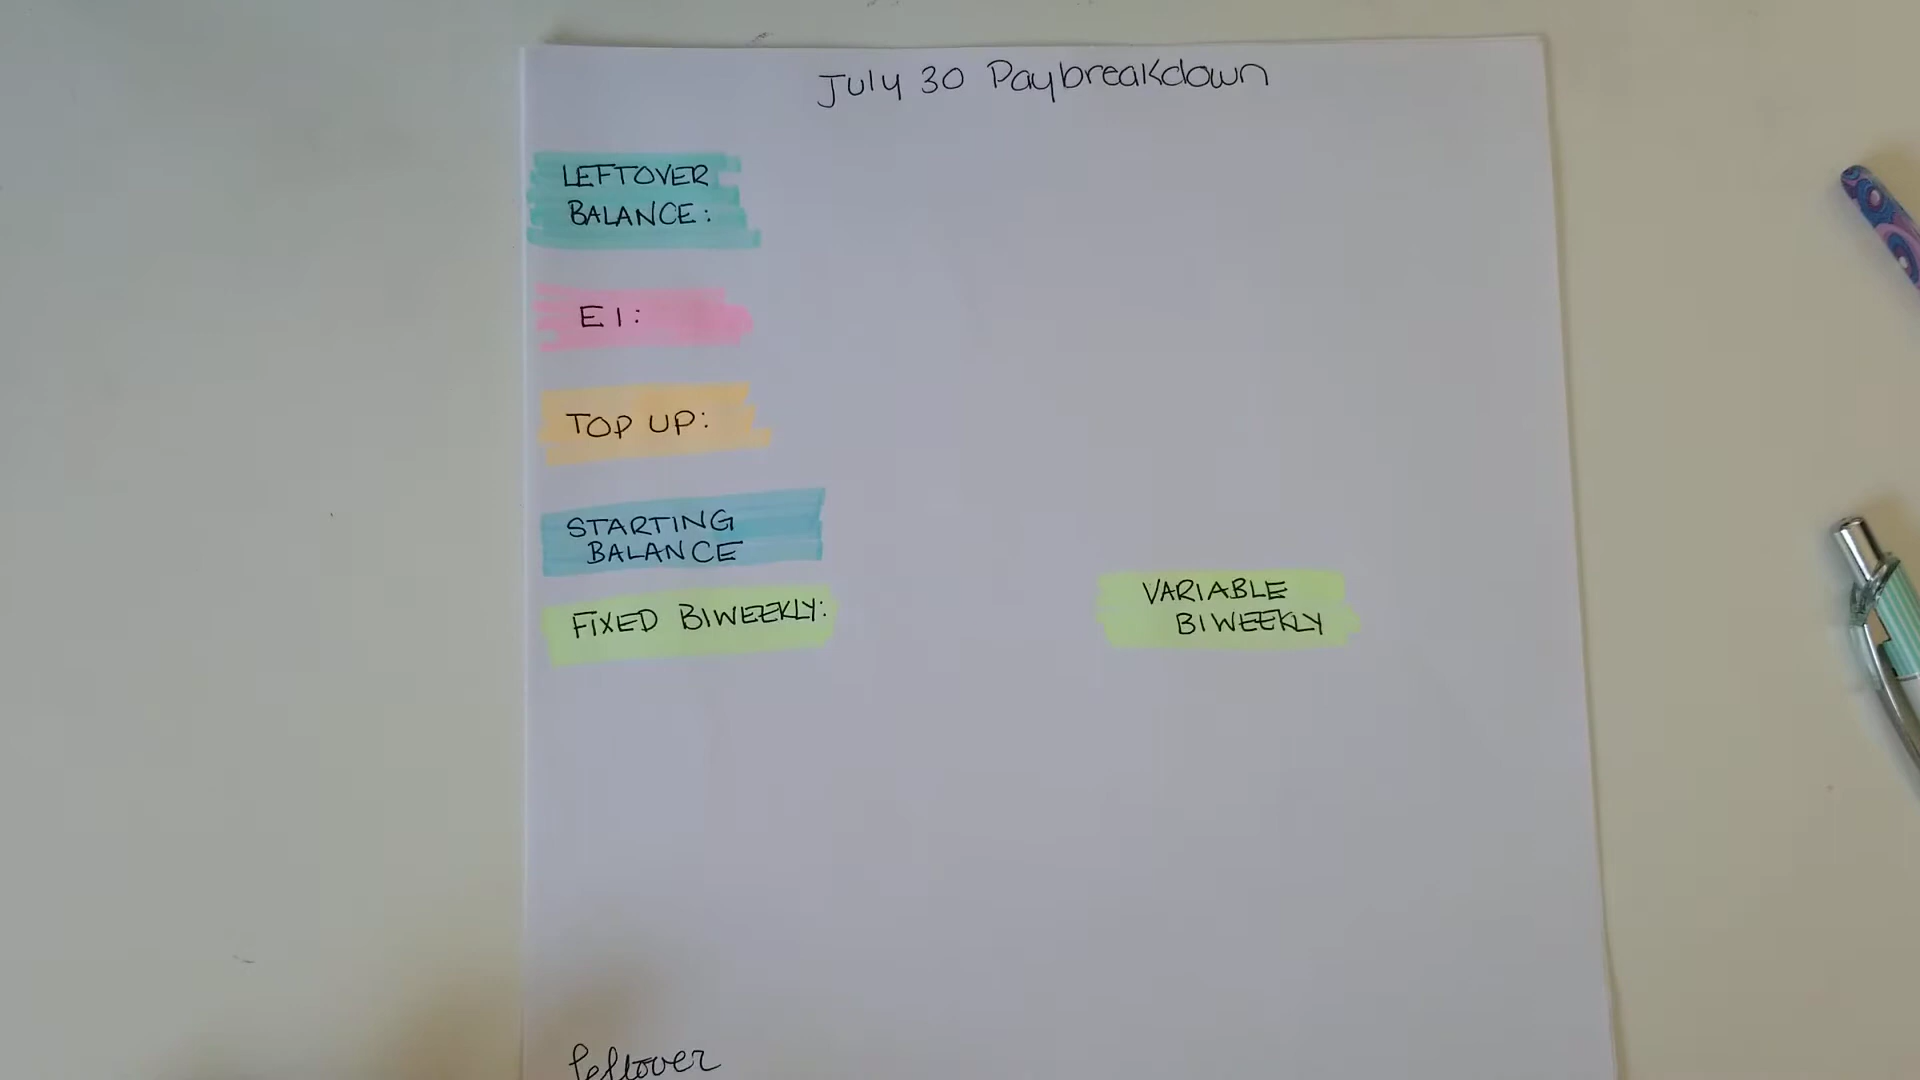 July 30 Paybreakdown
LEFTOVER
BALANCE:
EI:
TOP UP:
STARTING
BALANCE
FIXED BIWEEKLY:
VARIABLE
BIWEEKLY
leftover